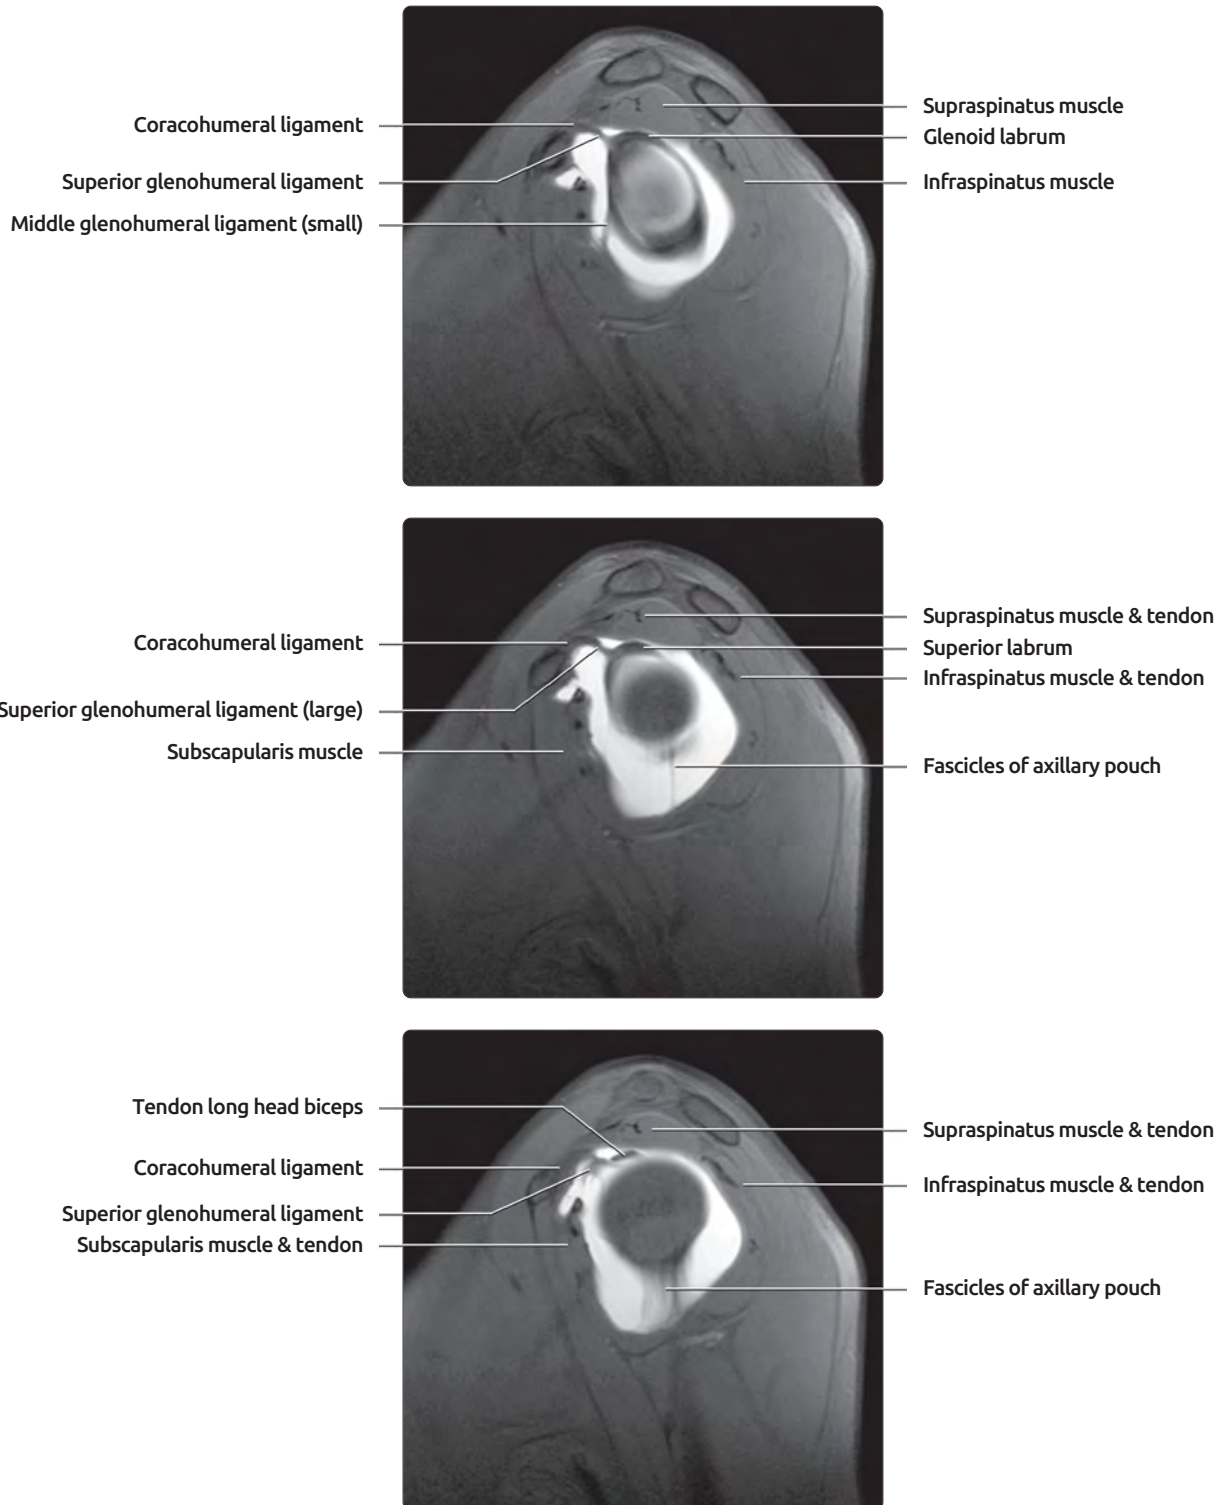 Coracohumeral ligament
Superior glenohumeral ligament
Middle glenohumeral ligament (small)
Supraspinatus muscle
Glenoid labrum
Infraspinatus muscle
Coracohumeral ligament
Superior glenohumeral ligament (large)
Subscapularis muscle
Supraspinatus muscle & tendon
Superior labrum
Infraspinatus muscle & tendon
Fascicles of axillary pouch
Tendon long head biceps
Coracohumeral ligament
Superior glenohumeral ligament
Subscapularis muscle & tendon
Supraspinatus muscle & tendon
Infraspinatus muscle & tendon
Fascicles of axillary pouch